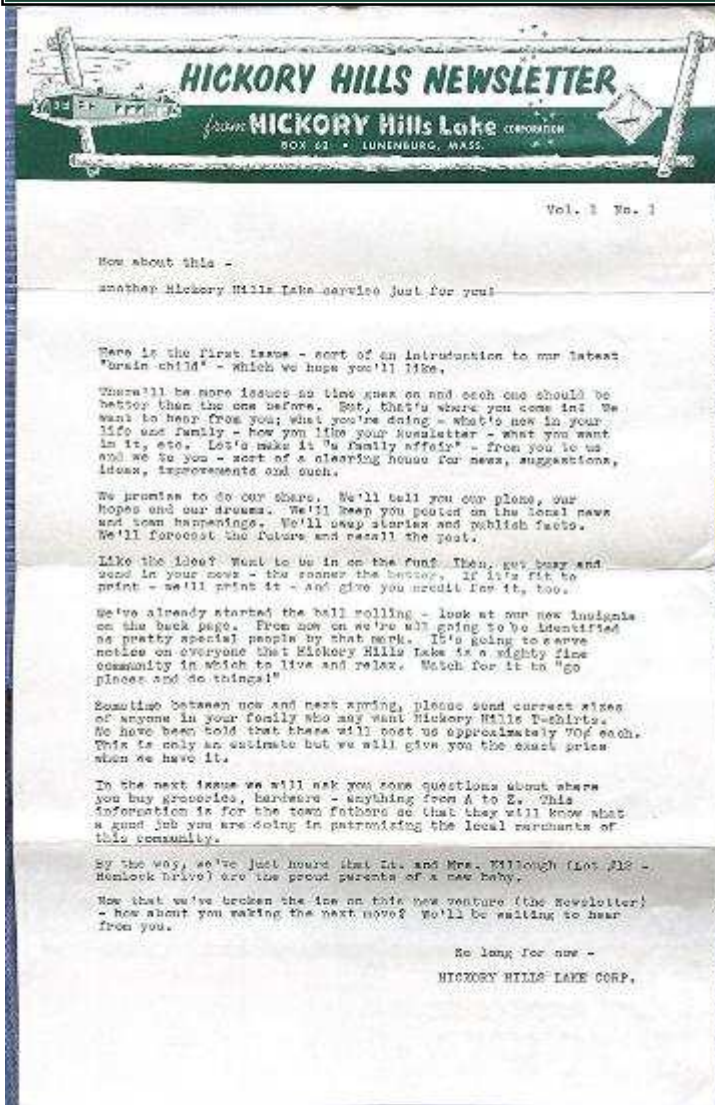 HICKORY HILLS NEWSLETTER
from HICKORY Hills Lake CORPORATION
BOX 62 • LUNENBURG, MASS.
Vol. 1 No. 1
How about this -
another Hickory Hills Lake service just for you!
Here is the first issue - sort of an introduction to our latest
"brain child" - which we hope you'll like.
There'll be more issues as time goes on and each one should be
better than the one before. But, that's where you come in! We
want to hear from you; what you're doing - what's new in your
life and family - how you like your Newsletter - what you want
in it, etc. Let's make it "a family affair" - from you to us
and we to you - sort of a clearing house for news, suggestions,
ideas, improvements and such.
We promise to do our share. We'll tell you our plans, our
hopes and our dreams. We'll keep you posted on the local news
and town happenings. We'll swap stories and publish facts.
We'll forecast the future and recall the past.
Like the idea? Want to be in on the fun? Then, get busy and
send in your news - the sooner the better. If it's fit to
print - we'll print it - and give you credit for it, too.
We've already started the ball rolling - look at our new insignia
on the back page. From now on we're all going to be identified
as pretty special people by that mark. It's going to serve
notice on everyone that Hickory Hills Lake is a mighty fine
community in which to live and relax. Watch for it to "go
places and do things!"
Sometime between now and next spring, please send correct sizes
of anyone in your family who may want Hickory Hills T-shirts.
We have been told that these will cost us approximately 70¢ each.
This is only an estimate but we will give you the exact price
when we have it.
In the next issue we will ask you some questions about where
you buy groceries, hardware - anything from A to Z. This
information is for the town fathers so that they will know what
a good job you are doing in patronizing the local merchants of
this community.
By the way, we've just heard that Lt. and Mrs. Killough (Lot #12 -
Hemlock Drive) are the proud parents of a new baby.
Now that we've broken the ice on this new venture (the Newsletter)
- how about you making the next move? We'll be waiting to hear
from you.
So long for now -
HICKORY HILLS LAKE CORP.